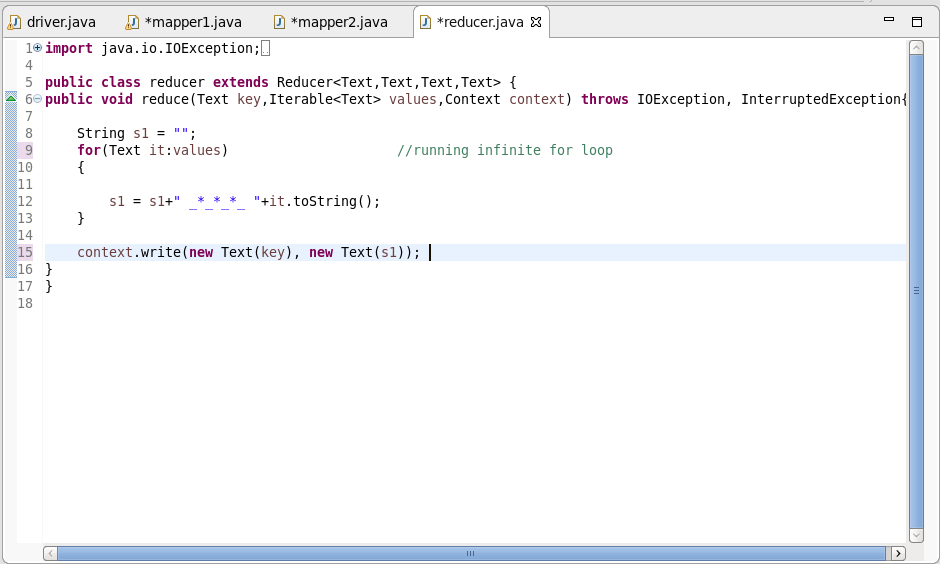 driver.java *mapper1.java *mapper2.java *reducer.java
1 import java.io.IOException;
4
5 public class reducer extends Reducer<Text,Text,Text,Text> {
6 public void reduce(Text key,Iterable<Text> values,Context context) throws IOException, InterruptedException{
7
8 String s1 = "";
9 for(Text it:values) //running infinite for loop
10 {
11
12 s1 = s1+" _*_*_*_ "+it.toString();
13 }
14
15 context.write(new Text(key), new Text(s1));
16 }
17 }
18